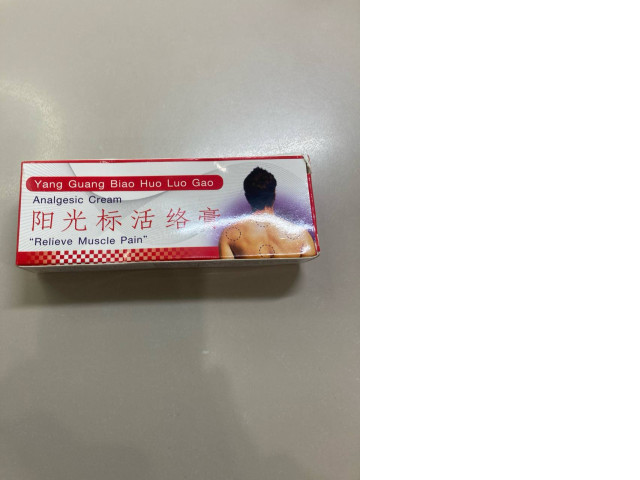 Yang Guang Biao Huo Luo Gao
Analgesic Cream
阳光标活络膏
"Relieve Muscle Pain"